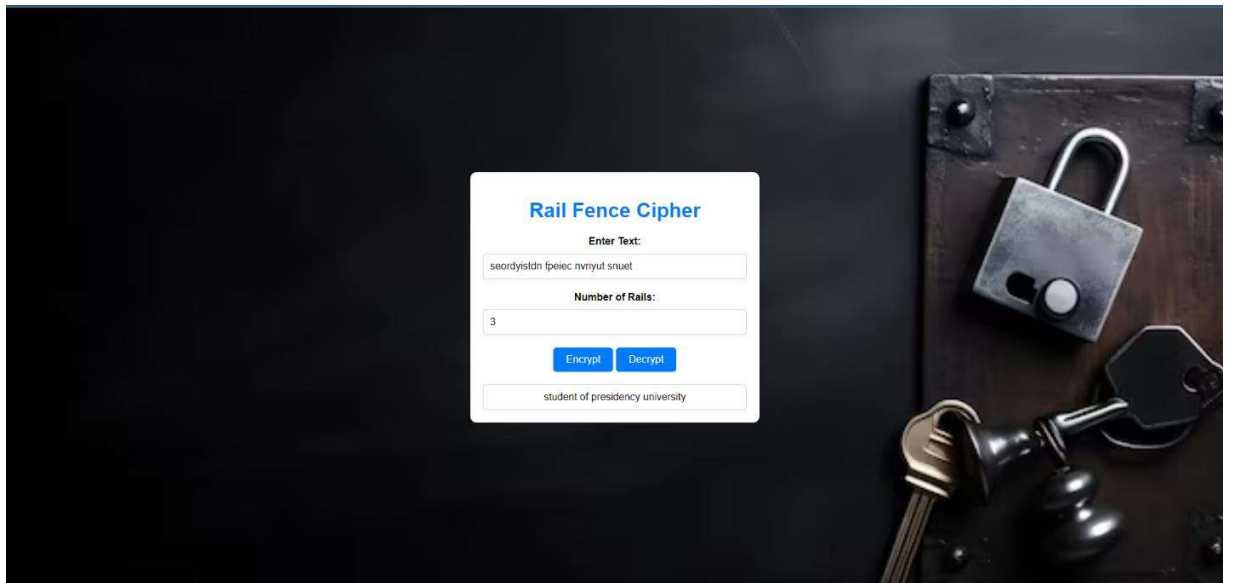 Rail Fence Cipher
Enter Text:
seordyistdn fpeiec nvriyut snuet
Number of Rails:
3
Encrypt Decrypt
student of presidency university